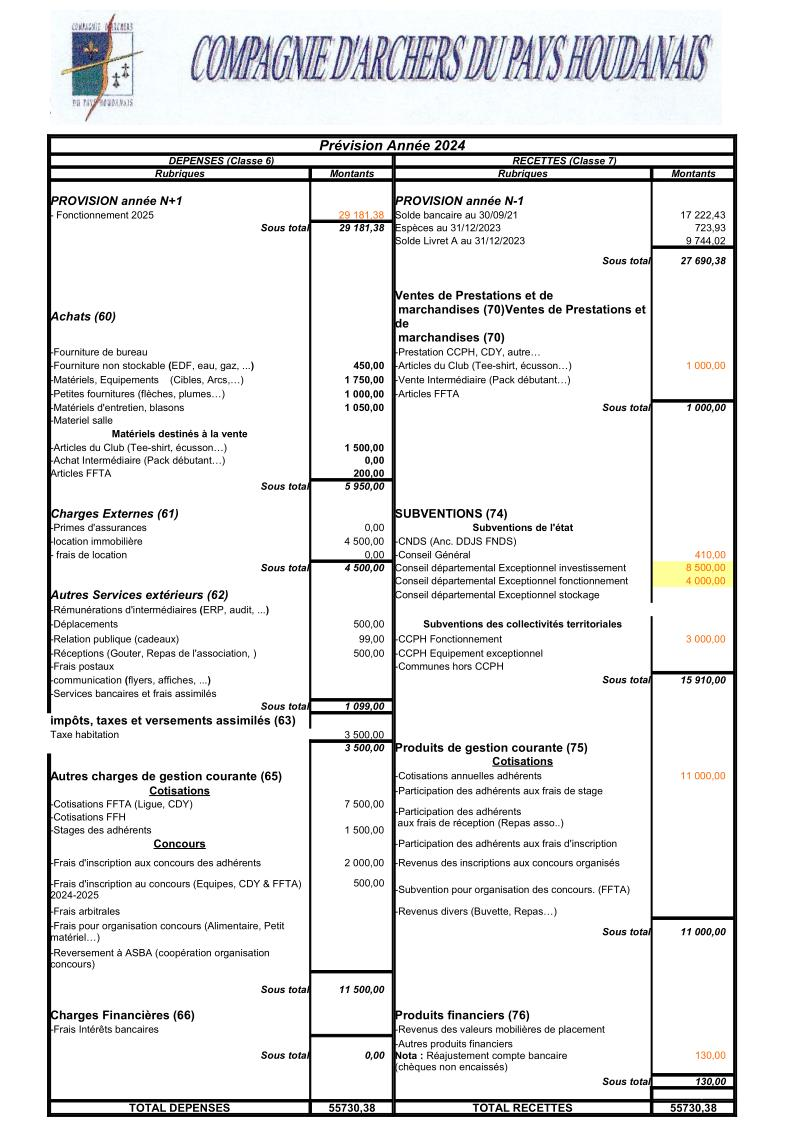 COMPAGNIE D'ARCHERS
DU PAYS HOUDANAIS
COMPAGNIE D'ARCHERS DU PAYS HOUDANAIS
Prévision Année 2024
DEPENSES (Classe 6)
Rubriques Montants
PROVISION année N+1
- Fonctionnement 2025 29 181,38
Sous total 29 181,38
Achats (60)
-Fourniture de bureau
-Fourniture non stockable (EDF, eau, gaz, ...) 450,00
-Matériels, Equipements (Cibles, Arcs,…) 1 750,00
-Petites fournitures (flèches, plumes…) 1 000,00
-Matériels d'entretien, blasons 1 050,00
-Materiel salle
Matériels destinés à la vente
-Articles du Club (Tee-shirt, écusson…) 1 500,00
-Achat Intermédiaire (Pack débutant…) 0,00
Articles FFTA 200,00
Sous total 5 950,00
Charges Externes (61)
-Primes d'assurances 0,00
-location immobilière 4 500,00
- frais de location 0,00
Sous total 4 500,00
Autres Services extérieurs (62)
-Rémunérations d'intermédiaires (ERP, audit, ...)
-Déplacements 500,00
-Relation publique (cadeaux) 99,00
-Réceptions (Gouter, Repas de l'association, ) 500,00
-Frais postaux
-communication (flyers, affiches, ...)
-Services bancaires et frais assimilés
Sous total 1 099,00
impôts, taxes et versements assimilés (63)
Taxe habitation 3 500,00
3 500,00
Autres charges de gestion courante (65)
Cotisations
-Cotisations FFTA (Ligue, CDY) 7 500,00
-Cotisations FFH
-Stages des adhérents 1 500,00
Concours
-Frais d'inscription aux concours des adhérents 2 000,00
-Frais d'inscription au concours (Equipes, CDY & FFTA) 500,00
2024-2025
-Frais arbitrales
-Frais pour organisation concours (Alimentaire, Petit
matériel…)
-Reversement à ASBA (coopération organisation
concours)
Sous total 11 500,00
Charges Financières (66)
-Frais Intérêts bancaires
Sous total 0,00
TOTAL DEPENSES 55730,38
RECETTES (Classe 7)
Rubriques Montants
PROVISION année N-1
Solde bancaire au 30/09/21 17 222,43
Espèces au 31/12/2023 723,93
Solde Livret A au 31/12/2023 9 744,02
Sous total 27 690,38
Ventes de Prestations et de
marchandises (70)Ventes de Prestations et
de
marchandises (70)
-Prestation CCPH, CDY, autre…
-Articles du Club (Tee-shirt, écusson…) 1 000,00
-Vente Intermédiaire (Pack débutant…)
-Articles FFTA
Sous total 1 000,00
SUBVENTIONS (74)
Subventions de l'état
-CNDS (Anc. DDJS FNDS)
-Conseil Général 410,00
Conseil départemental Exceptionnel investissement 8 500,00
Conseil départemental Exceptionnel fonctionnement 4 000,00
Conseil départemental Exceptionnel stockage
Subventions des collectivités territoriales
-CCPH Fonctionnement 3 000,00
-CCPH Equipement exceptionnel
-Communes hors CCPH
Sous total 15 910,00
Produits de gestion courante (75)
Cotisations
-Cotisations annuelles adhérents 11 000,00
-Participation des adhérents aux frais de stage
-Participation des adhérents
aux frais de réception (Repas asso..)
-Participation des adhérents aux frais d'inscription
-Revenus des inscriptions aux concours organisés
-Subvention pour organisation des concours. (FFTA)
-Revenus divers (Buvette, Repas…)
Sous total 11 000,00
Produits financiers (76)
-Revenus des valeurs mobilières de placement
-Autres produits financiers
Nota : Réajustement compte bancaire 130,00
(chèques non encaissés)
Sous total 130,00
TOTAL RECETTES 55730,38